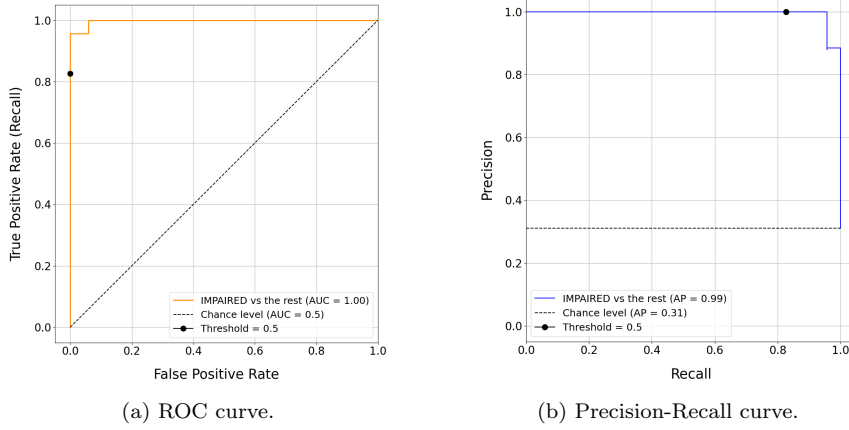 1.0
0.8
0.6
0.4
0.2
0.0
True Positive Rate (Recall)
IMPAIRED vs the rest (AUC = 1.00)
Chance level (AUC = 0.5)
Threshold = 0.5
0.0 0.2 0.4 0.6 0.8 1.0
False Positive Rate
(a) ROC curve.
1.0
0.8
0.6
0.4
0.2
0.0
Precision
IMPAIRED vs the rest (AP = 0.99)
Chance level (AP = 0.31)
Threshold = 0.5
0.0 0.2 0.4 0.6 0.8 1.0
Recall
(b) Precision-Recall curve.